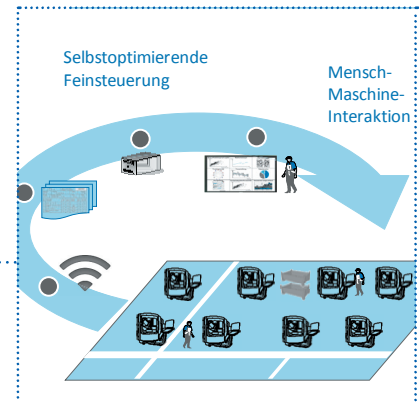 Selbstoptimierende
Feinsteuerung
Mensch-
Maschine-
Interaktion